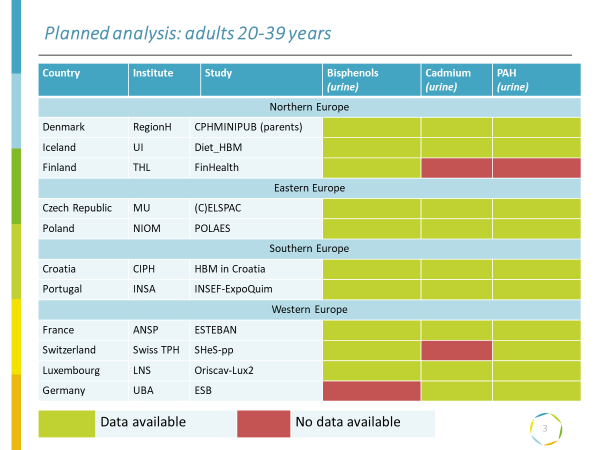 Planned analysis: adults 20-39 years
Country Institute Study Bisphenols (urine) Cadmium (urine) PAH (urine)
Northern Europe
Denmark RegionH CPHMINIPUB (parents)
Iceland UI Diet_HBM
Finland THL FinHealth
Eastern Europe
Czech Republic MU (C)ELSPAC
Poland NIOM POLAES
Southern Europe
Croatia CIPH HBM in Croatia
Portugal INSA INSEF-ExpoQuim
Western Europe
France ANSP ESTEBAN
Switzerland Swiss TPH SHeS-pp
Luxembourg LNS Oriscav-Lux2
Germany UBA ESB
Data available No data available
3